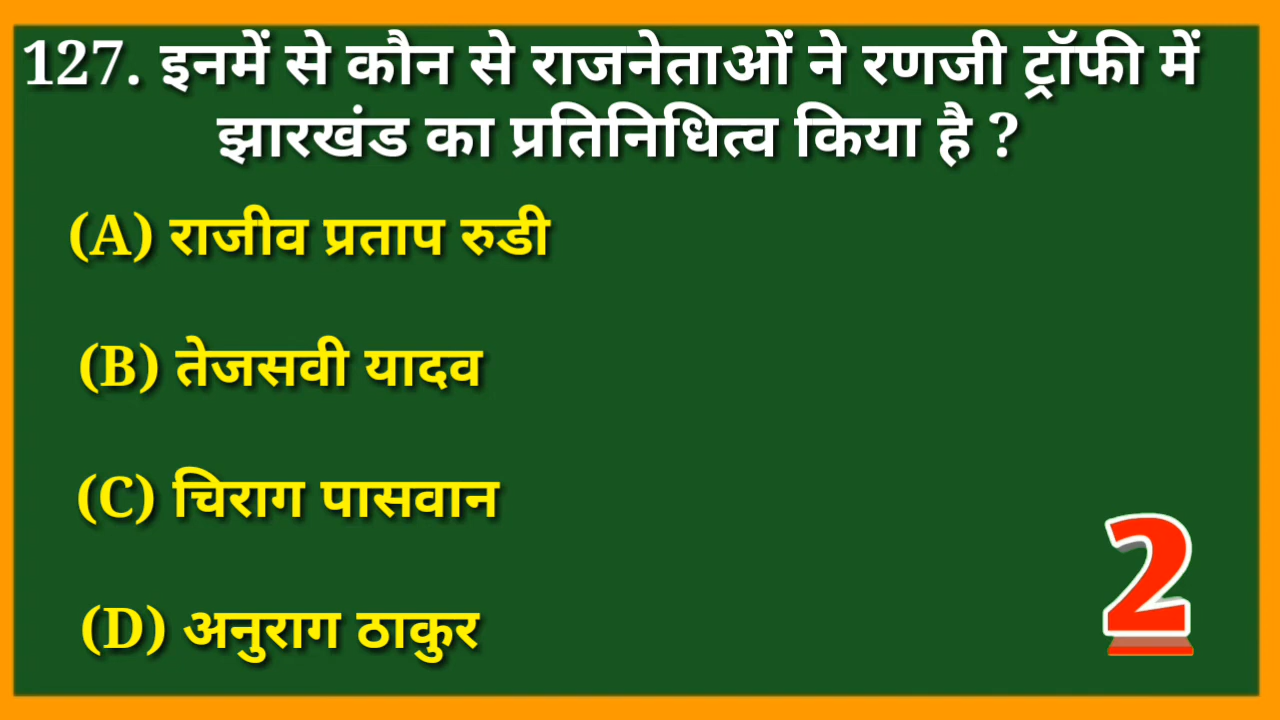 127. इनमें से कौन से राजनेताओं ने रणजी ट्रॉफी में
झारखंड का प्रतिनिधित्व किया है ?
(A) राजीव प्रताप रुडी
(B) तेजसवी यादव
(C) चिराग पासवान
(D) अनुराग ठाकुर
2